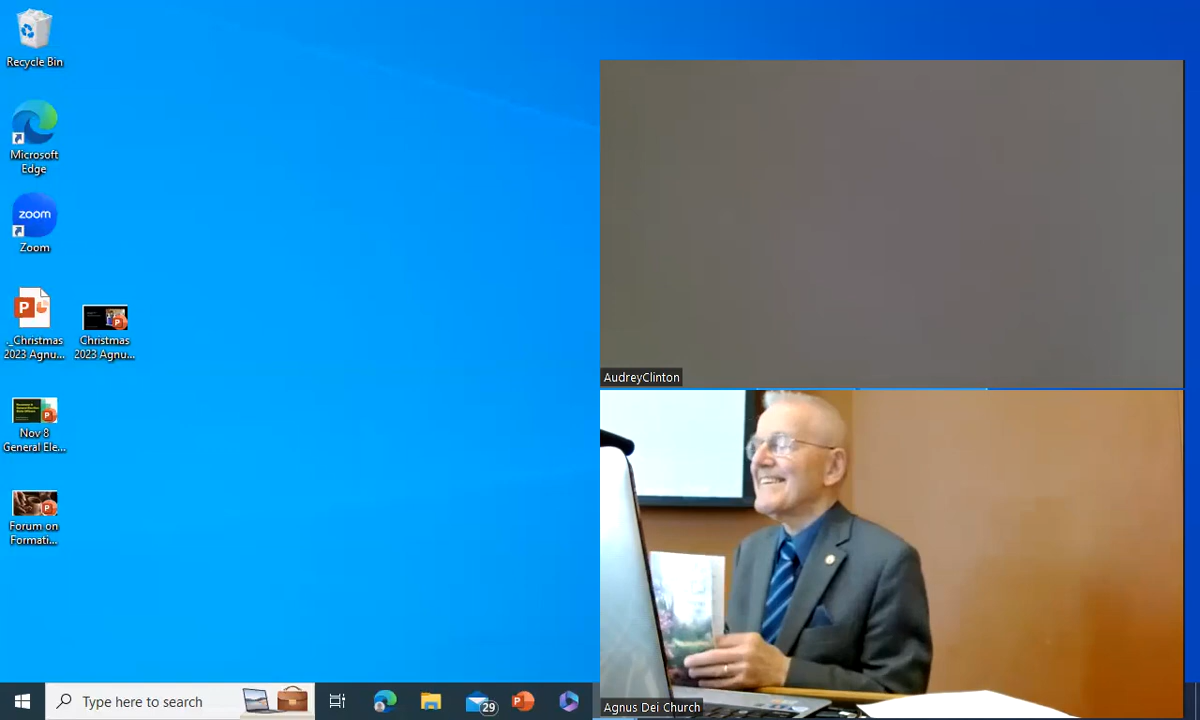 Recycle Bin
Microsoft
Edge
zoom
Zoom
._Christmas
2023 Agnu...
Christmas
2023 Agnu...
Nov 8
General Ele...
Forum on
Formati...
AudreyClinton
Agnus Dei Church
Type here to search
29